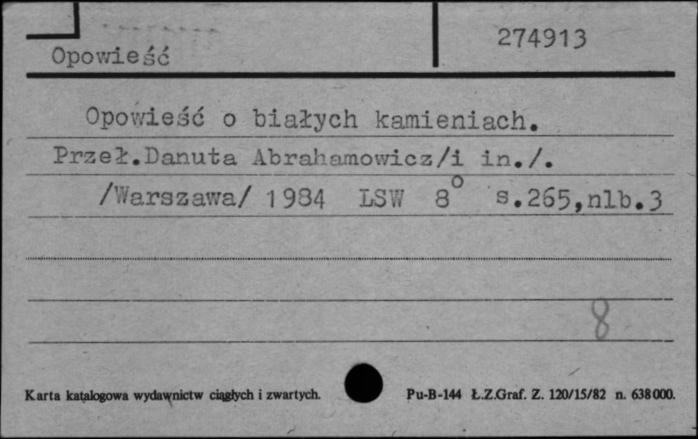 274913
Opowieść
Opowieść o białych kamieniach.
Przeł.Danuta Abrahamowicz/i in./.
/Warszawa/ 1984 LSW 8° s.265,nlb.3
8
Karta katalogowa wydawnictw ciągłych i zwartych. Pu-B-144 Ł.Z.Graf. Z. 120/15/82 n. 638000.